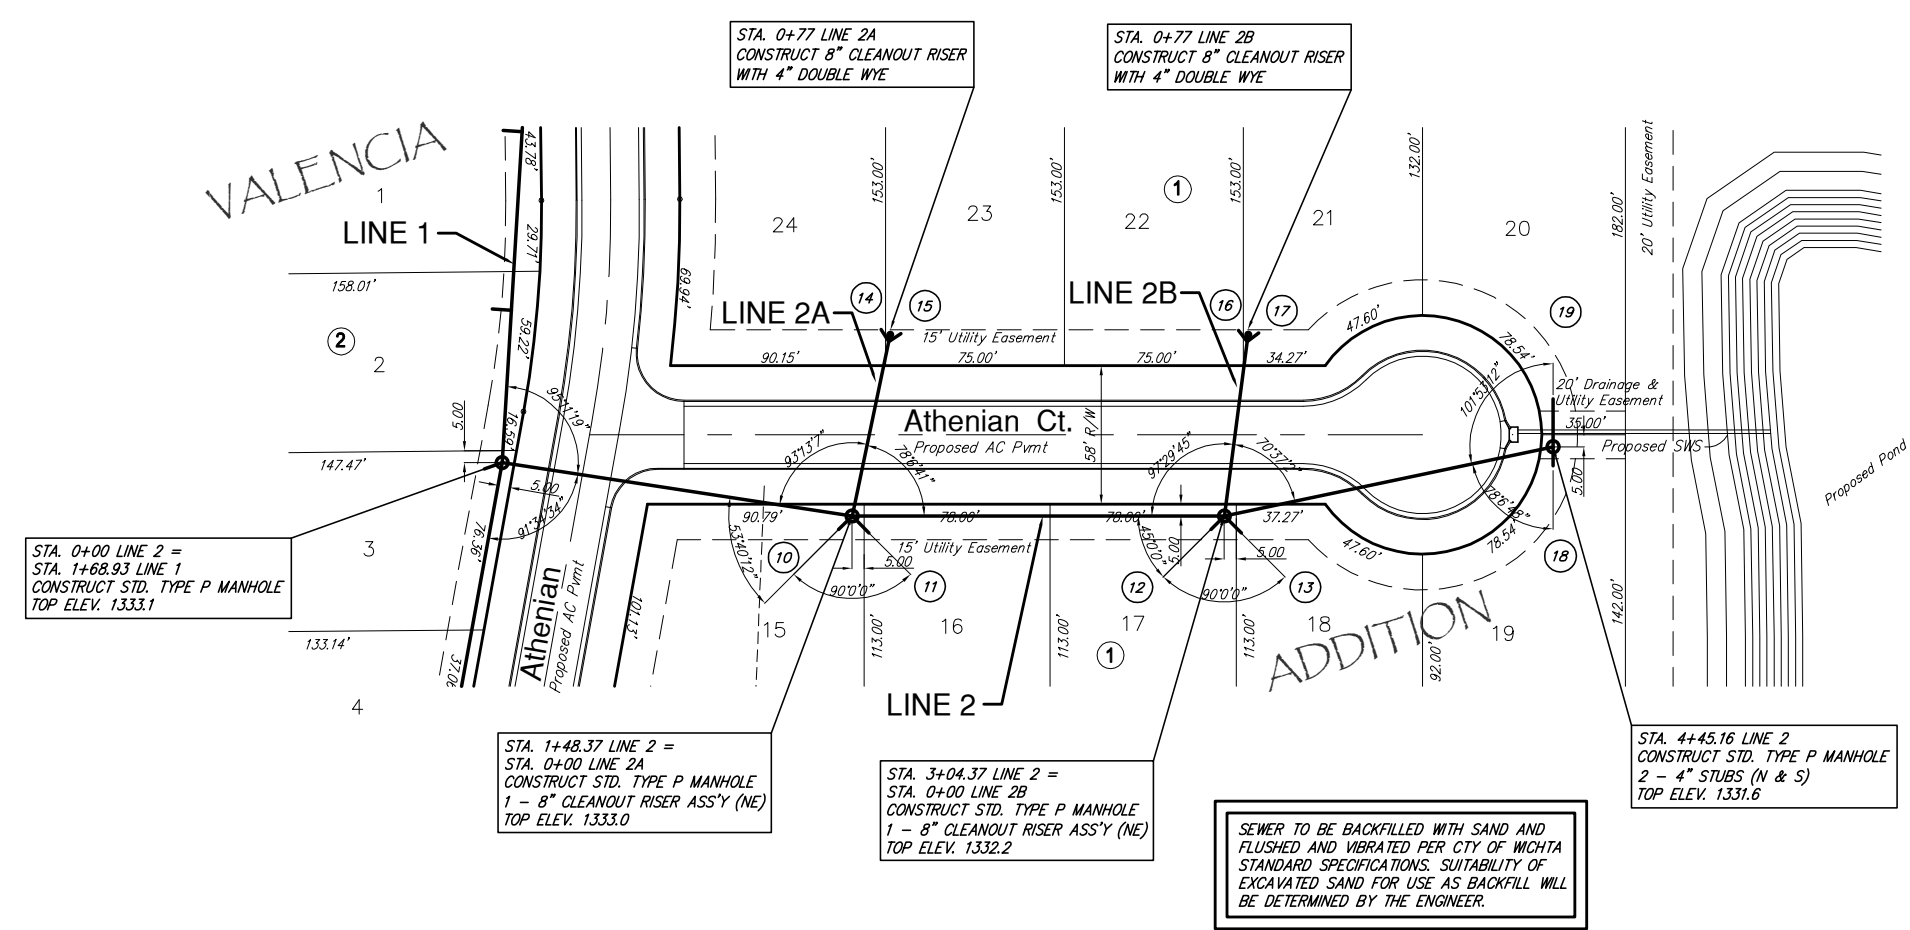 STA. 0+77 LINE 2A
CONSTRUCT 8" CLEANOUT RISER
WITH 4" DOUBLE WYE
STA. 0+77 LINE 2B
CONSTRUCT 8" CLEANOUT RISER
WITH 4" DOUBLE WYE
VALENCIA
1
LINE 1
43.78'
29.71'
158.01'
59.22'
2
2
5.00
147.47'
95°11'19"
16.59'
5.00
91°34'34"
76.36'
3
133.14'
37.06
4
Athenian
Proposed AC Pvmt
69.94'
101.13'
24
153.00'
23
153.00'
1
22
153.00'
21
132.00'
20
182.00'
20' Utility Easement
LINE 2A
14
15
15' Utility Easement
LINE 2B
16
17
90.15'
75.00'
75.00'
34.27'
47.60'
78.54'
19
101°53'12"
20' Drainage &
Utility Easement
35.00'
Proposed SWS
5.00
Proposed Pond
Athenian Ct.
Proposed AC Pvmt
58' R/W
93°13'7"
78°6'41"
97°29'45"
70°37'2"
78°6'48"
78.54'
18
90.79'
78.00'
78.00'
37.27'
47.60'
53°40'12"
15' Utility Easement
10
5.00
11
90°0'0"
45°0'0"
5.00
5.00
12
90°0'0"
13
15
113.00'
16
113.00'
17
1
113.00'
18
92.00'
19
142.00'
ADDITION
LINE 2
STA. 0+00 LINE 2 =
STA. 1+68.93 LINE 1
CONSTRUCT STD. TYPE P MANHOLE
TOP ELEV. 1333.1
STA. 1+48.37 LINE 2 =
STA. 0+00 LINE 2A
CONSTRUCT STD. TYPE P MANHOLE
1 - 8" CLEANOUT RISER ASS'Y (NE)
TOP ELEV. 1333.0
STA. 3+04.37 LINE 2 =
STA. 0+00 LINE 2B
CONSTRUCT STD. TYPE P MANHOLE
1 - 8" CLEANOUT RISER ASS'Y (NE)
TOP ELEV. 1332.2
STA. 4+45.16 LINE 2
CONSTRUCT STD. TYPE P MANHOLE
2 - 4" STUBS (N & S)
TOP ELEV. 1331.6
SEWER TO BE BACKFILLED WITH SAND AND
FLUSHED AND VIBRATED PER CTY OF WICHTA
STANDARD SPECIFICATIONS. SUITABILITY OF
EXCAVATED SAND FOR USE AS BACKFILL WILL
BE DETERMINED BY THE ENGINEER.